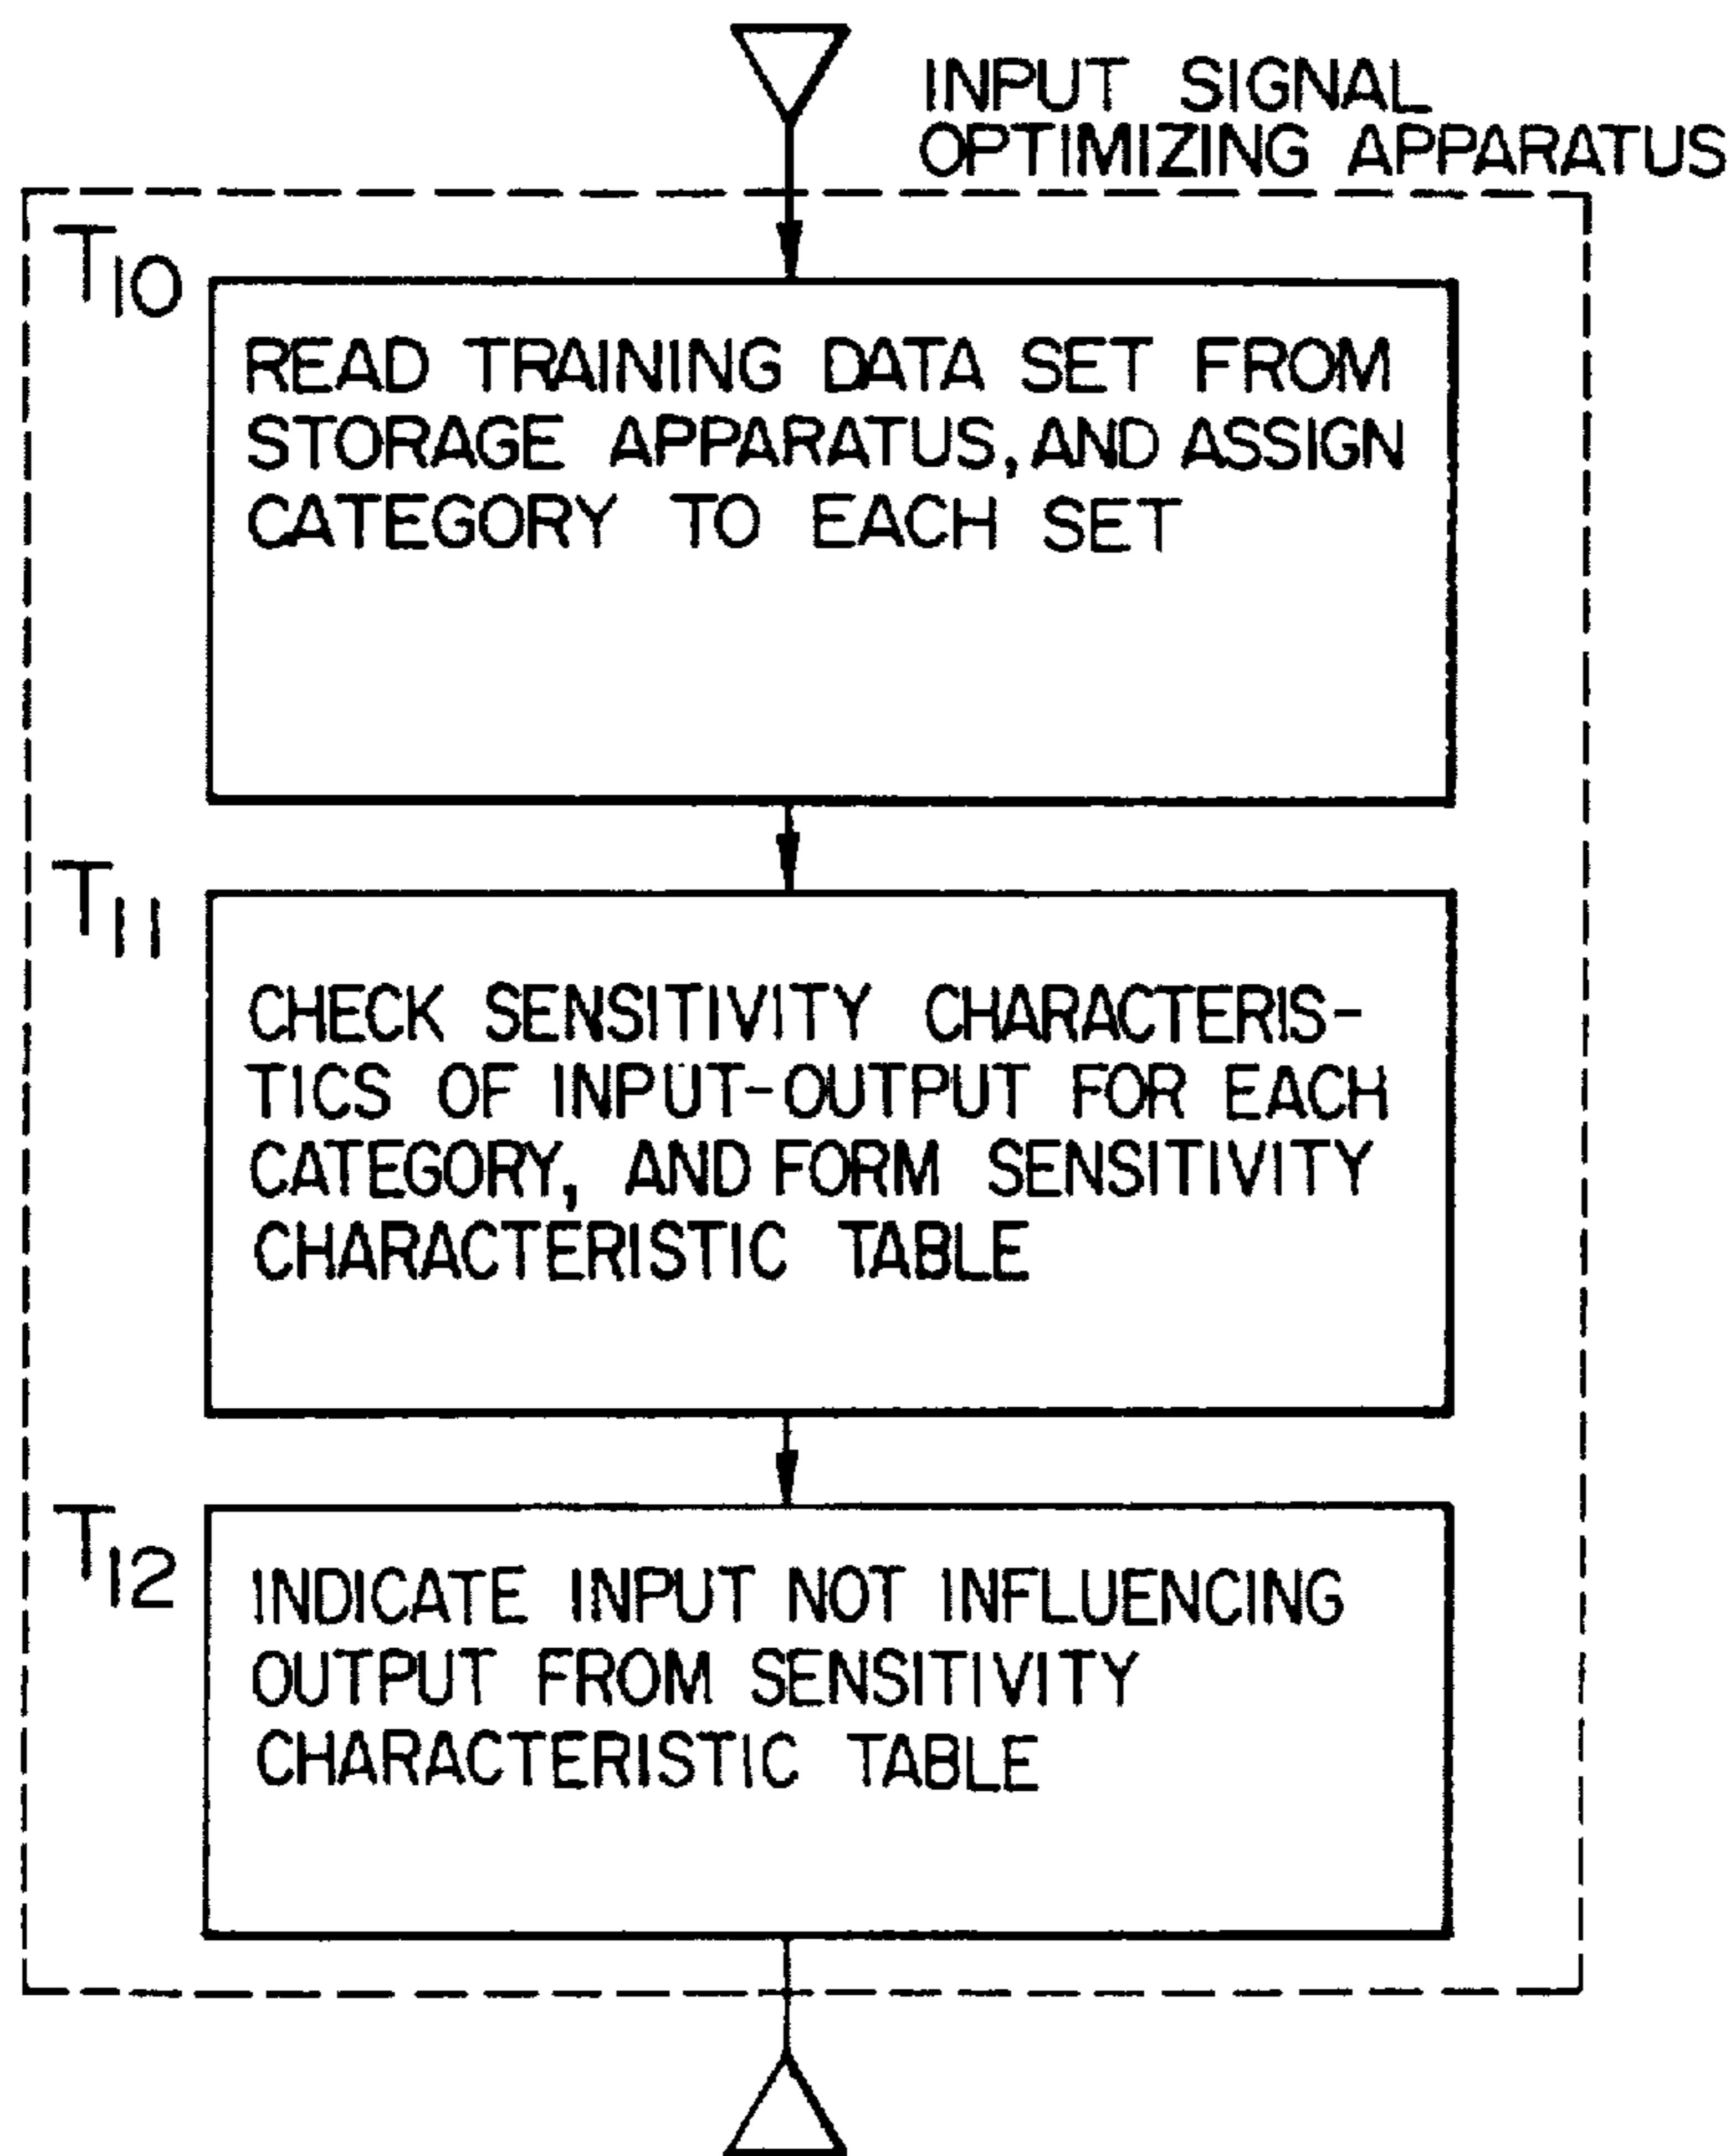 INPUT SIGNAL
OPTIMIZING APPARATUS
T10
READ TRAINING DATA SET FROM
STORAGE APPARATUS, AND ASSIGN
CATEGORY TO EACH SET
T11
CHECK SENSITIVITY CHARACTERIS-
TICS OF INPUT-OUTPUT FOR EACH
CATEGORY, AND FORM SENSITIVITY
CHARACTERISTIC TABLE
T12
INDICATE INPUT NOT INFLUENCING
OUTPUT FROM SENSITIVITY
CHARACTERISTIC TABLE